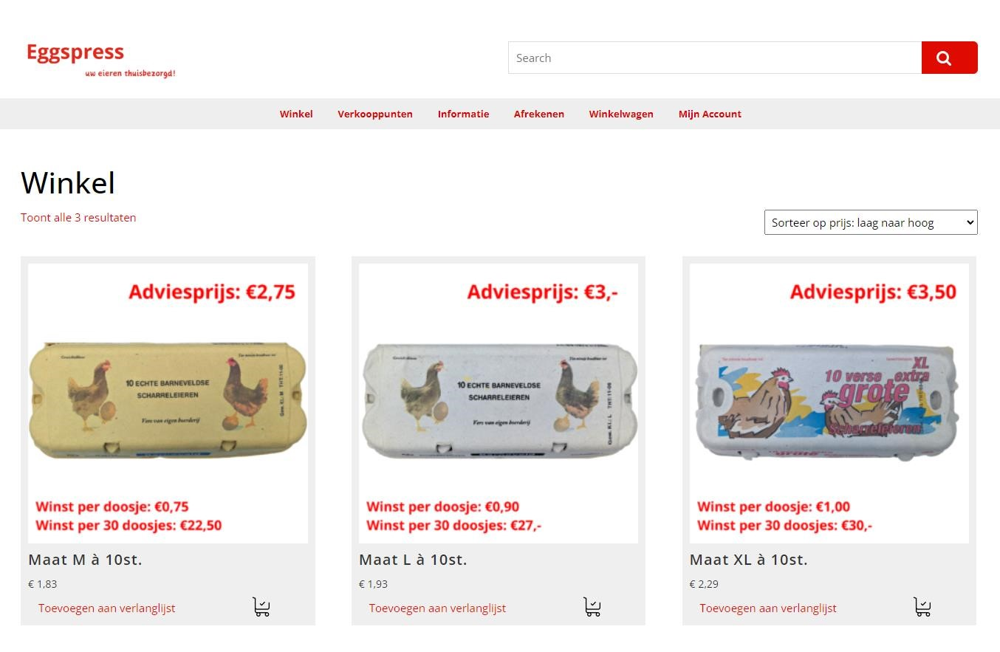 Eggspress
uw eieren thuisbezorgd!
Search
Winkel Verkooppunten Informatie Afrekenen Winkelwagen Mijn Account
Winkel
Toont alle 3 resultaten
Sorteer op prijs: laag naar hoog
Adviesprijs: €2,75
10 ECHTE BARNEVELDSE
SCHARRELEIEREN
Vers van eigen boerderij
Winst per doosje: €0,75
Winst per 30 doosjes: €22,50
Maat M à 10st.
€ 1,83
Toevoegen aan verlanglijst
Adviesprijs: €3,-
10 ECHTE BARNEVELDSE
SCHARRELEIEREN
Vers van eigen boerderij
Winst per doosje: €0,90
Winst per 30 doosjes: €27,-
Maat L à 10st.
€ 1,93
Toevoegen aan verlanglijst
Adviesprijs: €3,50
XL
10 verse extra
grote
Scharreleieren
Winst per doosje: €1,00
Winst per 30 doosjes: €30,-
Maat XL à 10st.
€ 2,29
Toevoegen aan verlanglijst